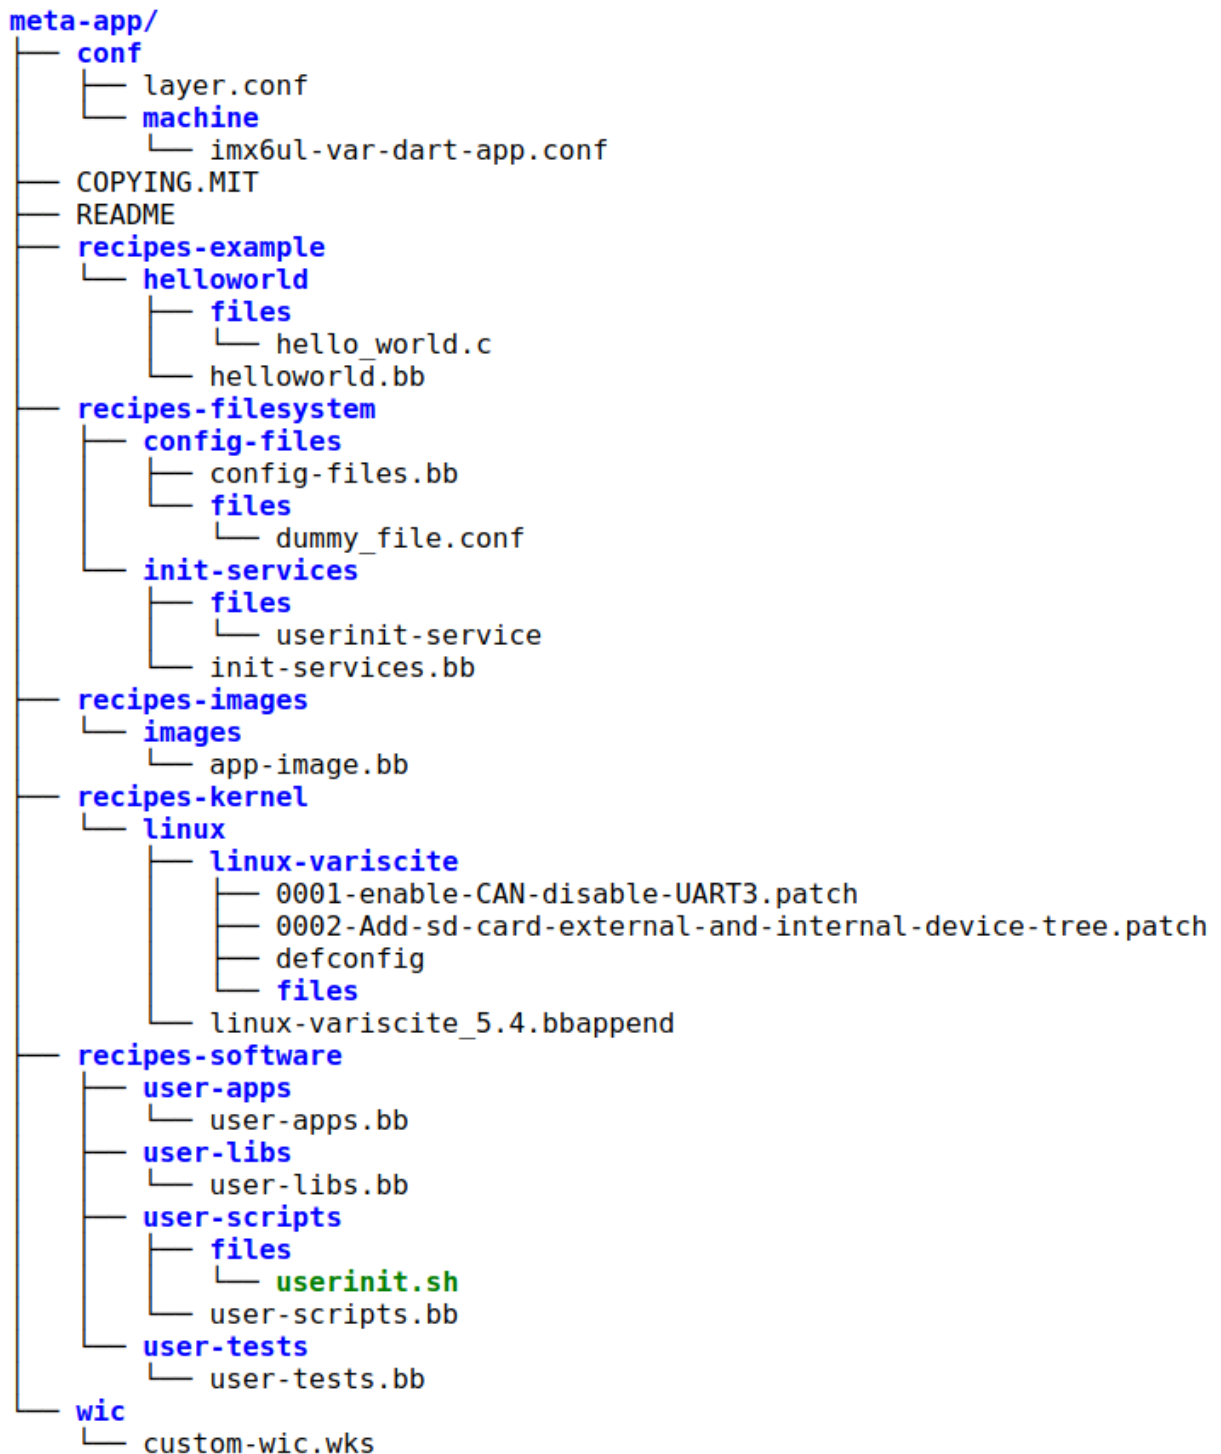 meta-app/
├── conf
│   ├── layer.conf
│   └── machine
│       └── imx6ul-var-dart-app.conf
├── COPYING.MIT
├── README
├── recipes-example
│   └── helloworld
│       ├── files
│       │   └── hello_world.c
│       └── helloworld.bb
├── recipes-filesystem
│   ├── config-files
│   │   ├── config-files.bb
│   │   └── files
│   │       └── dummy_file.conf
│   └── init-services
│       ├── files
│       │   └── userinit-service
│       └── init-services.bb
├── recipes-images
│   └── images
│       └── app-image.bb
├── recipes-kernel
│   └── linux
│       ├── linux-variscite
│       │   ├── 0001-enable-CAN-disable-UART3.patch
│       │   ├── 0002-Add-sd-card-external-and-internal-device-tree.patch
│       │   ├── defconfig
│       │   └── files
│       └── linux-variscite_5.4.bbappend
├── recipes-software
│   ├── user-apps
│   │   └── user-apps.bb
│   ├── user-libs
│   │   └── user-libs.bb
│   ├── user-scripts
│   │   ├── files
│   │   │   └── userinit.sh
│   │   └── user-scripts.bb
│   └── user-tests
│       └── user-tests.bb
└── wic
    └── custom-wic.wks